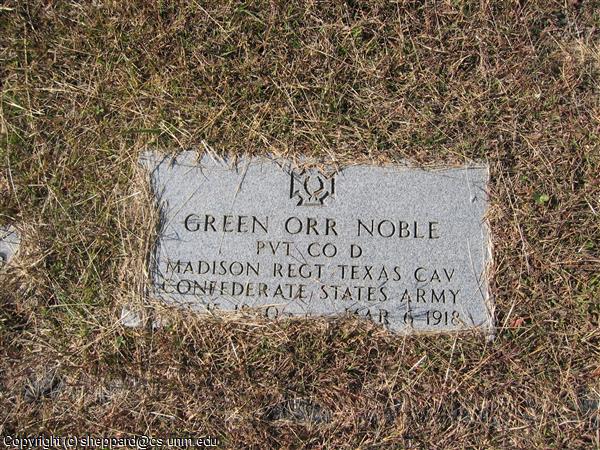 GREEN ORR NOBLE
PVT CO D
MADISON REGT TEXAS CAV
CONFEDERATE STATES ARMY
MAR 6 1918
Copyright (c) sheppard@cs.unm.edu